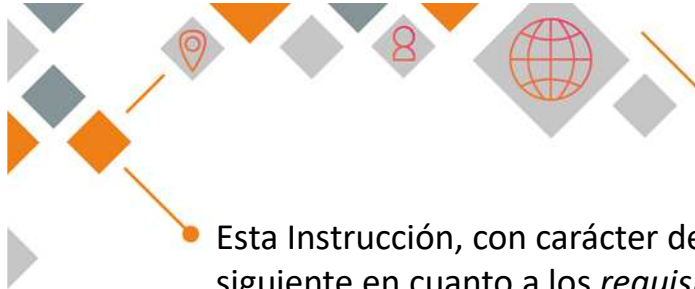 Esta Instrucción, con carácter de
siguiente en cuanto a los